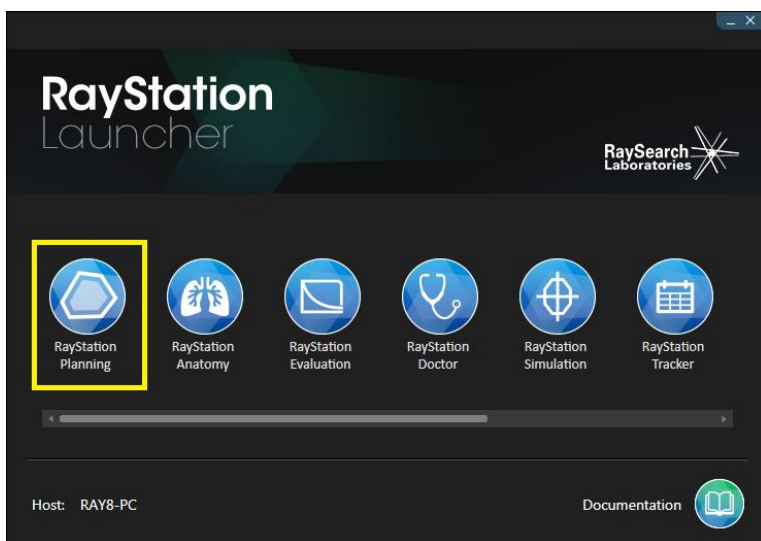 RayStation
Launcher
RaySearch
Laboratories
RayStation
Planning
RayStation
Anatomy
RayStation
Evaluation
RayStation
Doctor
RayStation
Simulation
RayStation
Tracker
Host: RAY8-PC
Documentation